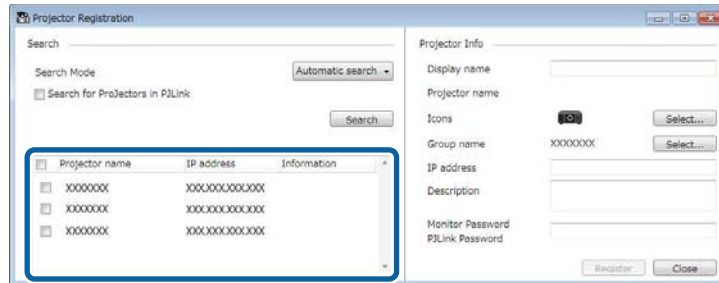 Projector Registration
Search
Search Mode
Automatic search
Search for ProJectors in PJLink
Search
Projector name IP address Information
XXXXXXX XXX.XXX.XXX.XXX
XXXXXXX XXX.XXX.XXX.XXX
XXXXXXX XXX.XXX.XXX.XXX
Projector Info
Display name
Projector name
Icons Select...
Group name XXXXXXX Select...
IP address
Description
Monitor Password
PJLink Password
Register Close